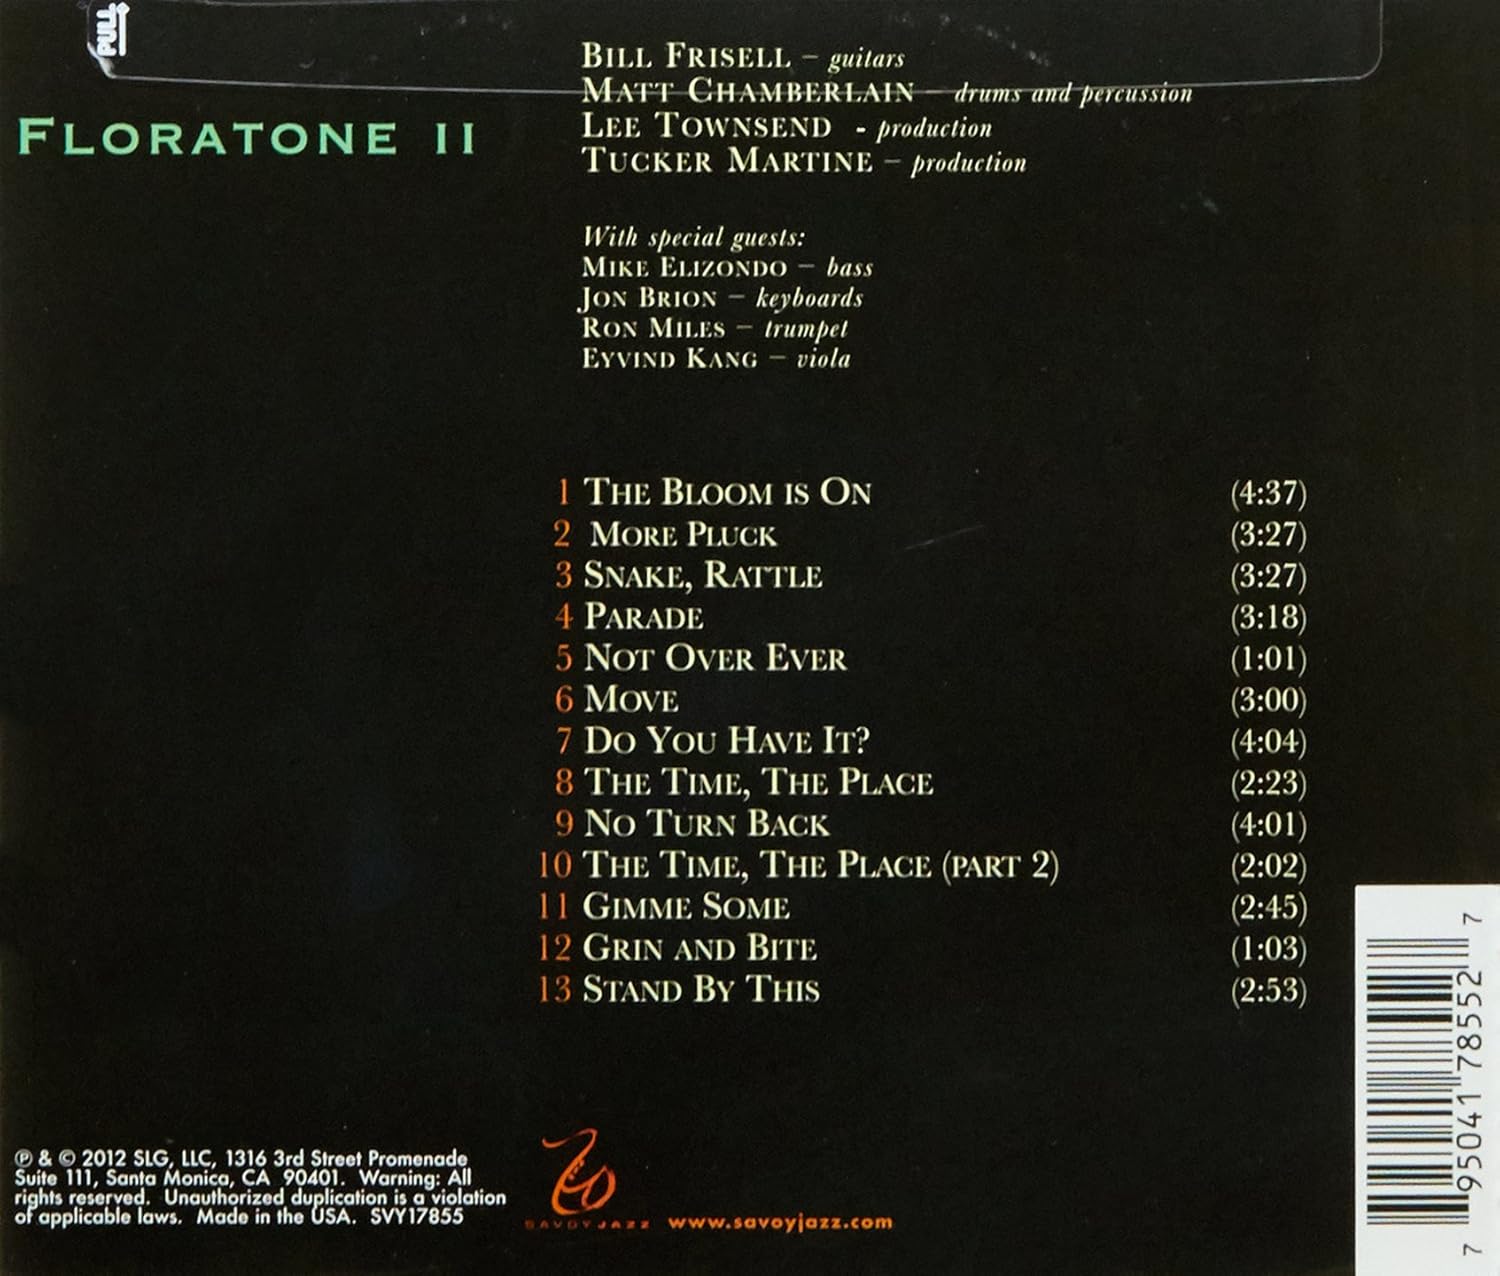 PULL
BILL FRISELL – guitars
MATT CHAMBERLAIN – drums and percussion
LEE TOWNSEND - production
TUCKER MARTINE – production
FLORATONE II
With special guests:
MIKE ELIZONDO – bass
JON BRION – keyboards
RON MILES – trumpet
EYVIND KANG – viola
1 THE BLOOM IS ON (4:37)
2 MORE PLUCK (3:27)
3 SNAKE, RATTLE (3:27)
4 PARADE (3:18)
5 NOT OVER EVER (1:01)
6 MOVE (3:00)
7 DO YOU HAVE IT? (4:04)
8 THE TIME, THE PLACE (2:23)
9 NO TURN BACK (4:01)
10 THE TIME, THE PLACE (PART 2) (2:02)
11 GIMME SOME (2:45)
12 GRIN AND BITE (1:03)
13 STAND BY THIS (2:53)
℗ & © 2012 SLG, LLC, 1316 3rd Street Promenade
Suite 111, Santa Monica, CA 90401. Warning: All
rights reserved. Unauthorized duplication is a violation
of applicable laws. Made in the USA. SVY17855
SAVOY JAZZ www.savoyjazz.com
7 95041 78552 7